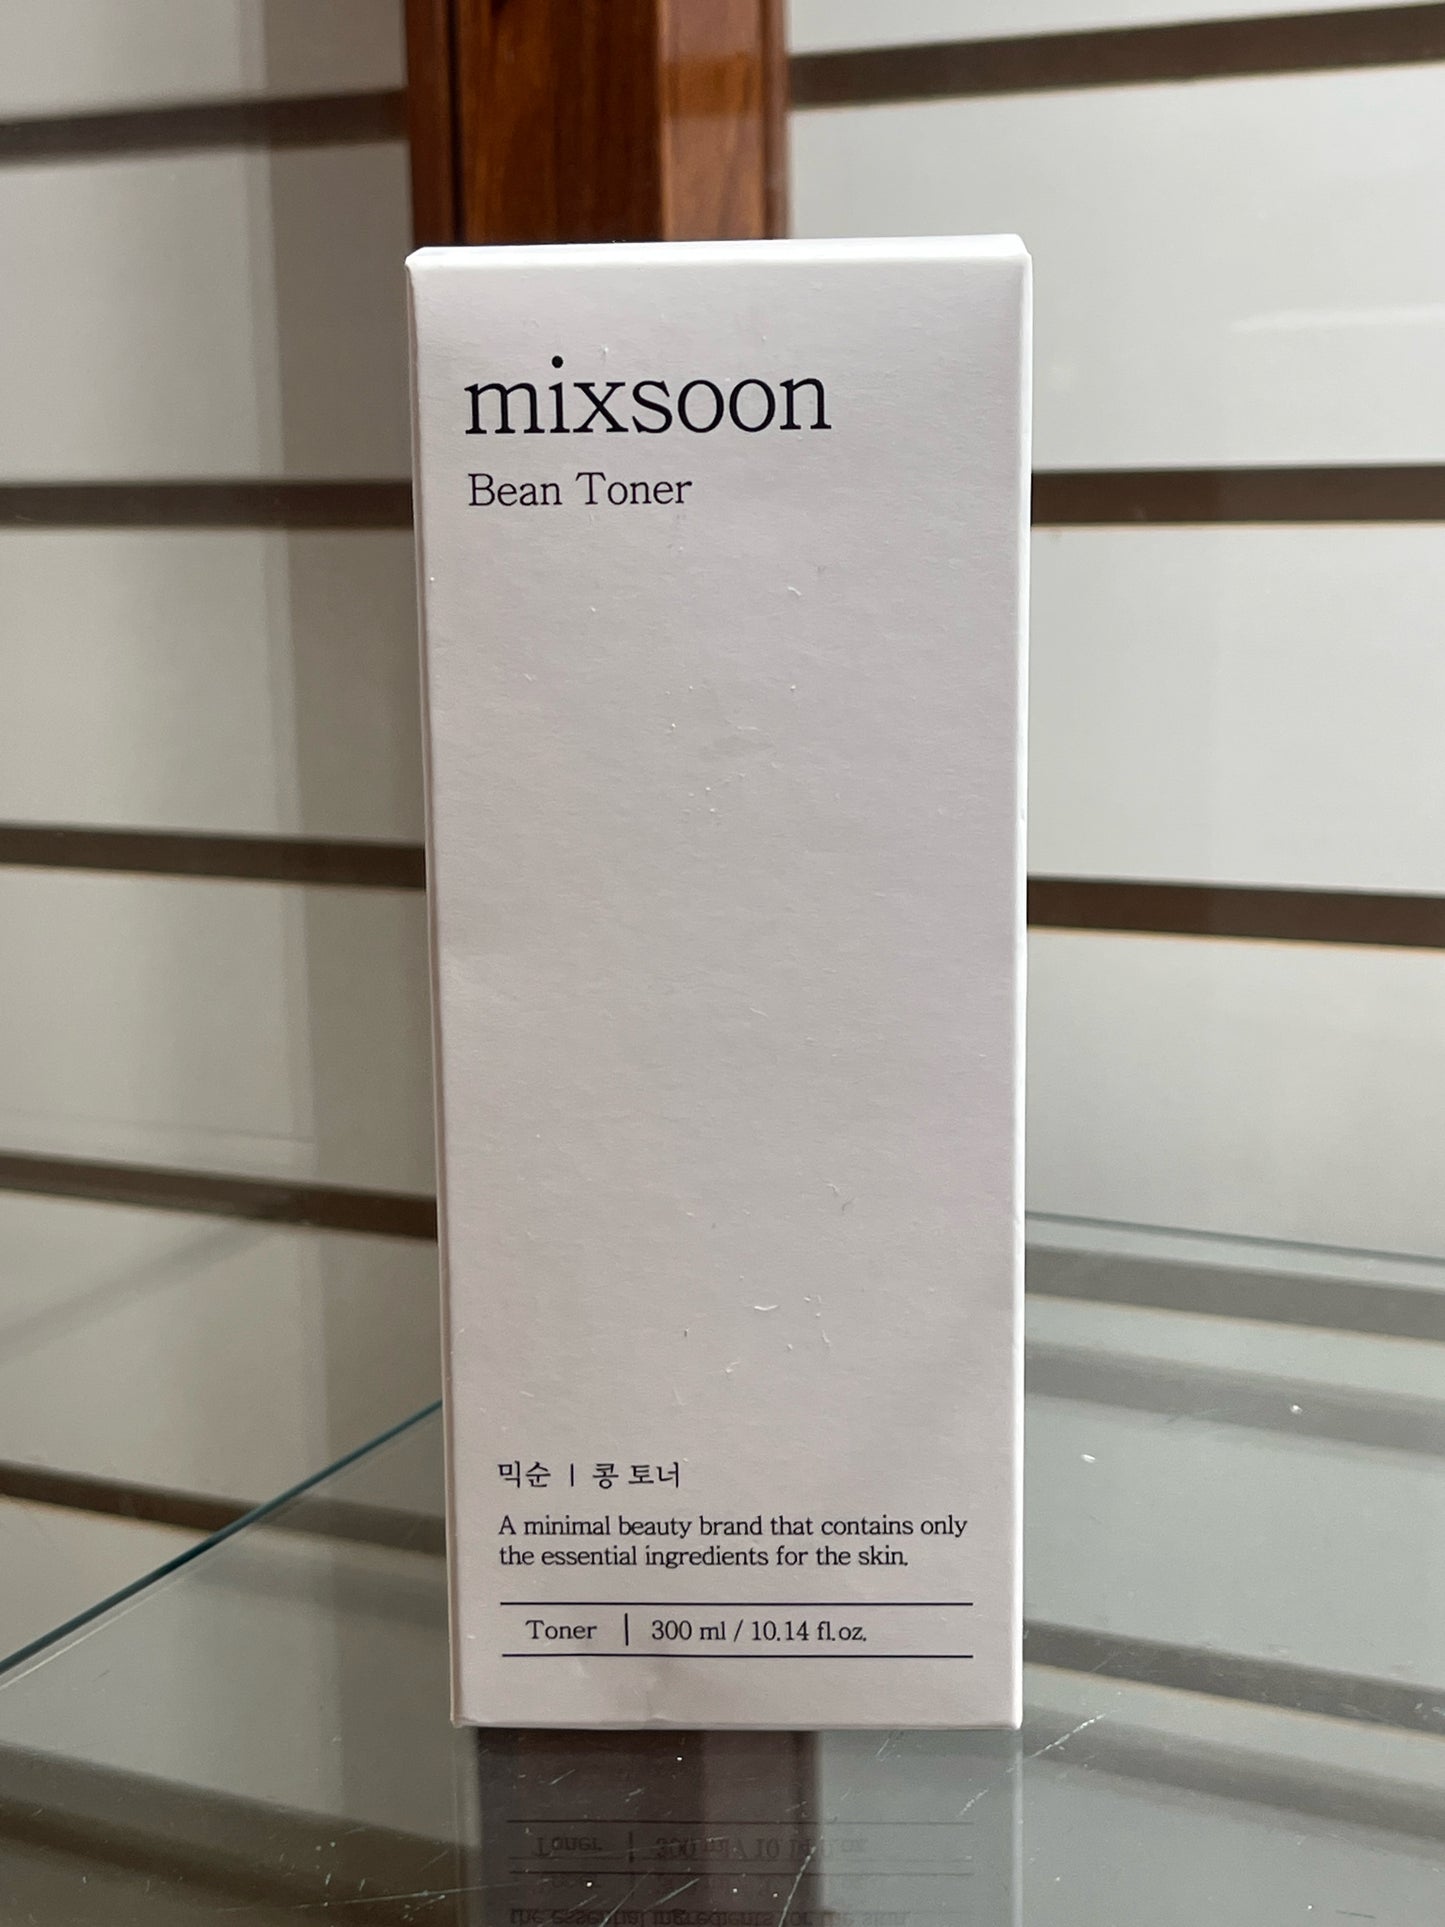 mixsoon
Bean Toner
믹순 | 콩 토너
A minimal beauty brand that contains only
the essential ingredients for the skin.
Toner | 300 ml / 10.14 fl.oz.